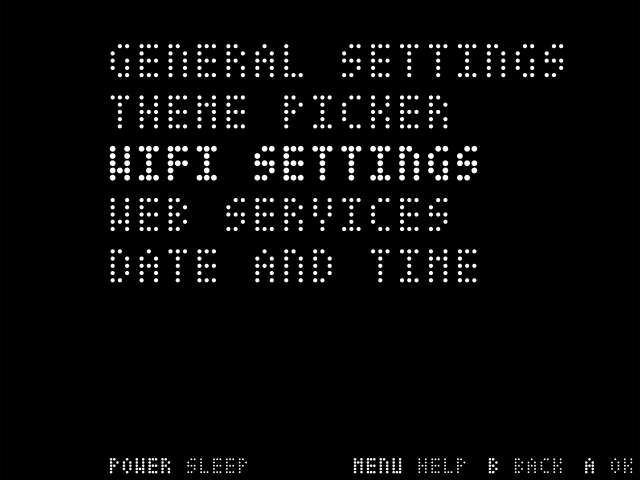 GENERAL SETTINGS
THEME PICKER
WIFI SETTINGS
WEB SERVICES
DATE AND TIME
POWER SLEEP MENU HELP B BACK A OK